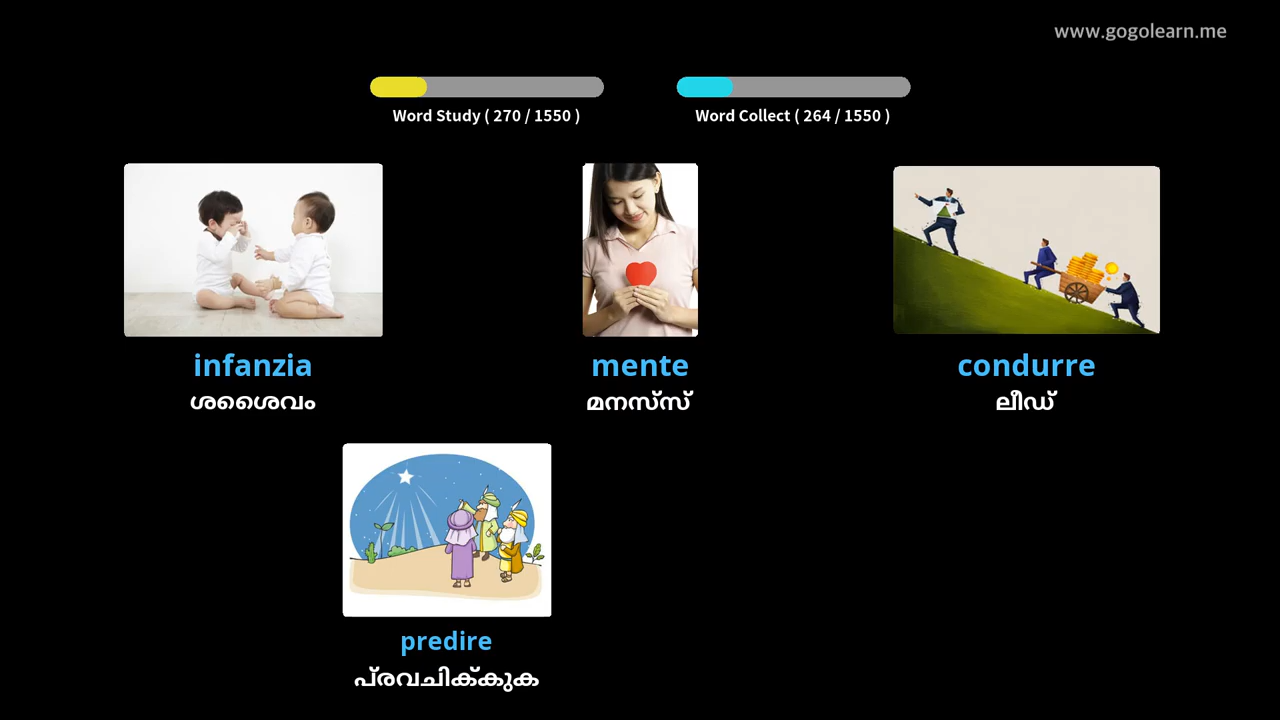 www.gogolearn.me
Word Study ( 270 / 1550 )
Word Collect ( 264 / 1550 )
infanzia
ശൈശവം
mente
മനസ്സ്
condurre
ലീഡ്
predire
പ്രവചിക്കുക